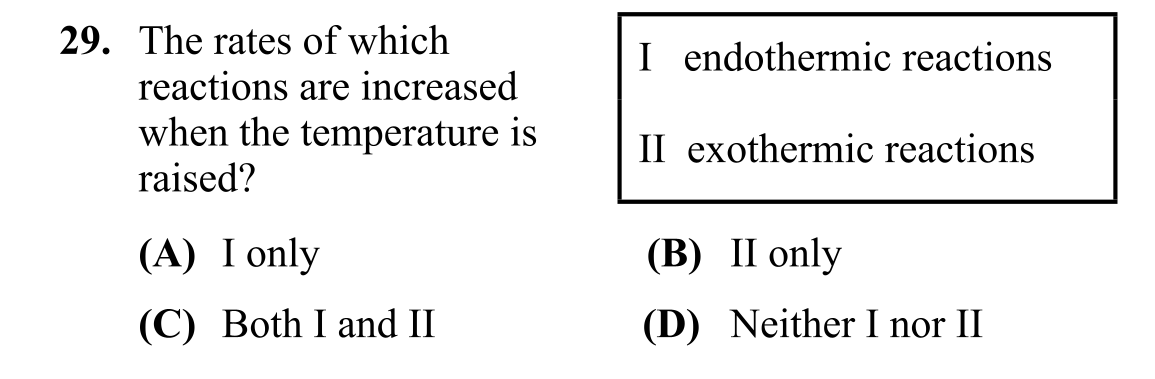 29. The rates of which
reactions are increased
when the temperature is
raised?
I endothermic reactions
II exothermic reactions
(A) I only
(B) II only
(C) Both I and II
(D) Neither I nor II